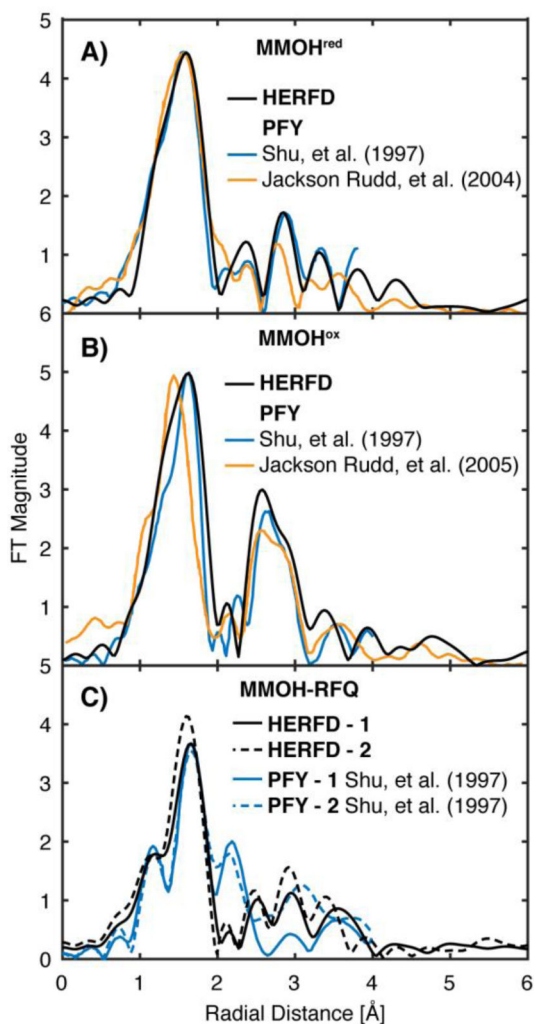 5
A)
MMOHred
4
HERFD
PFY
3
Shu, et al. (1997)
Jackson Rudd, et al. (2004)
2
1
6
B)
MMOHox
5
HERFD
PFY
4
Shu, et al. (1997)
Jackson Rudd, et al. (2005)
3
FT Magnitude
2
1
5
C)
MMOH-RFQ
HERFD - 1
4
HERFD - 2
PFY - 1 Shu, et al. (1997)
3
PFY - 2 Shu, et al. (1997)
2
1
0
0 1 2 3 4 5 6
Radial Distance [Å]